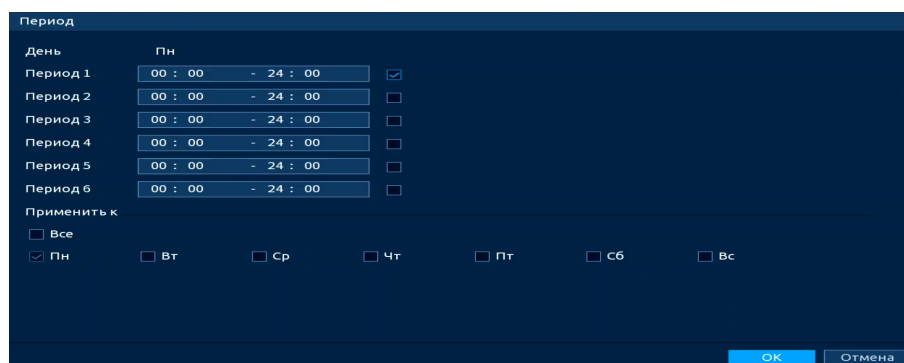 Период
День Пн
Период 1 00 : 00 - 24 : 00
Период 2 00 : 00 - 24 : 00
Период 3 00 : 00 - 24 : 00
Период 4 00 : 00 - 24 : 00
Период 5 00 : 00 - 24 : 00
Период 6 00 : 00 - 24 : 00
Применить к
Все
Пн Вт Ср Чт Пт Сб Вс
OK Отмена